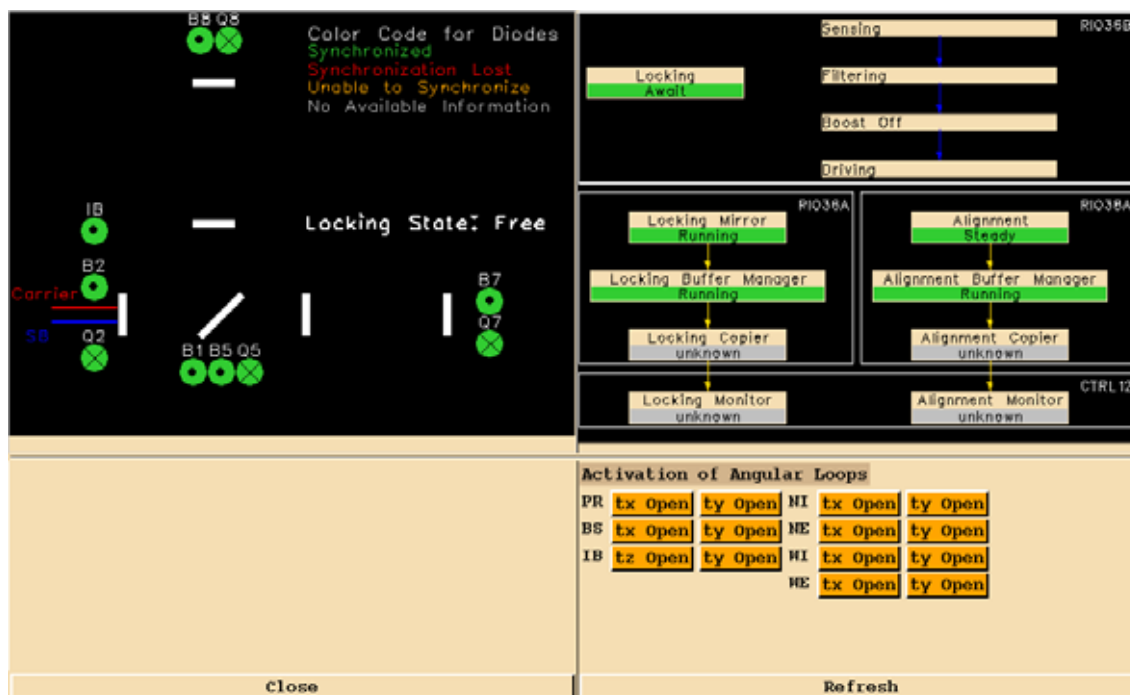 B8 Q8
Color Code for Diodes
Synchronized
Synchronization Lost
Unable to Synchronize
No Available Information
IB
Locking State: Free
B2
Carrier
SB
Q2
B7
Q7
B1 B5 Q5
RIO36B
Sensing
Locking
Await
Filtering
Boost Off
Driving
RIO36A
Locking Mirror
Running
Locking Buffer Manager
Running
Locking Copier
unknown
RIO38A
Alignment
Steady
Alignment Buffer Manager
Running
Alignment Copier
unknown
CTRL12
Locking Monitor
unknown
Alignment Monitor
unknown
Activation of Angular Loops
PR tx Open ty Open NI tx Open ty Open
BS tx Open ty Open NE tx Open ty Open
IB tz Open ty Open WI tx Open ty Open
WE tx Open ty Open
Close
Refresh